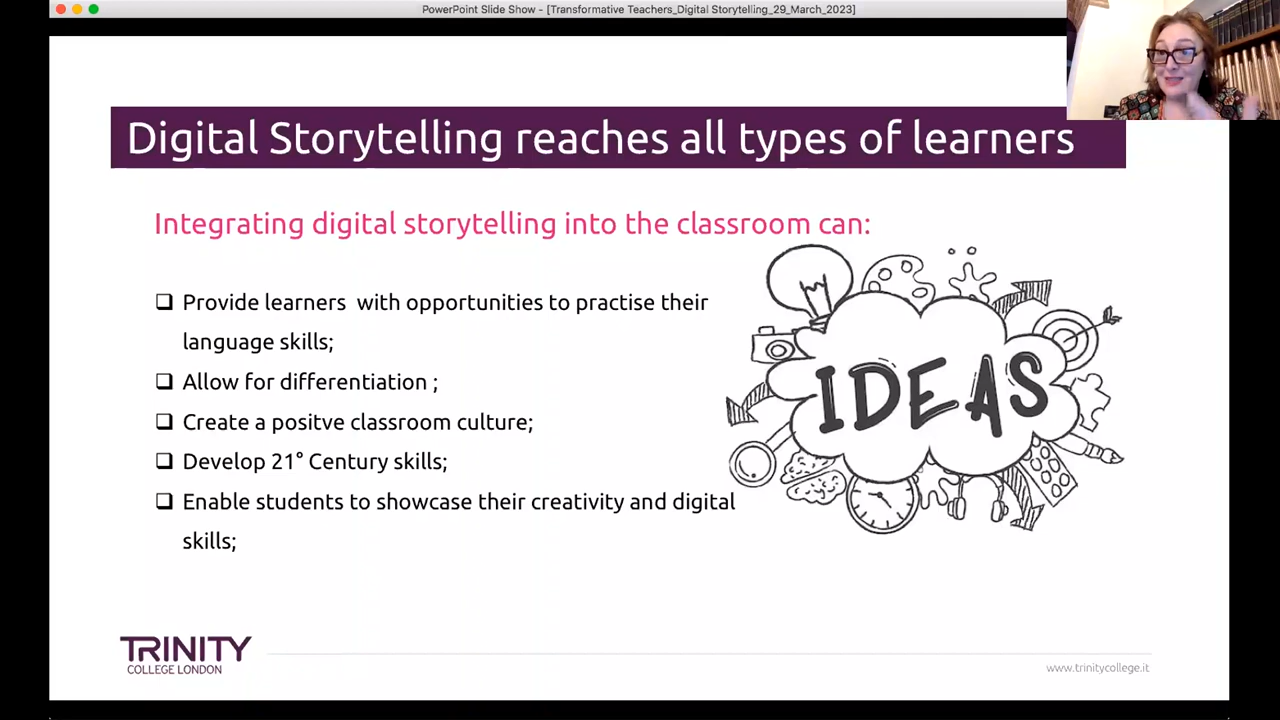 PowerPoint Slide Show - [Transformative Teachers_Digital Storytelling_29_March_2023]
Digital Storytelling reaches all types of learners
Integrating digital storytelling into the classroom can:
Provide learners with opportunities to practise their
language skills;
Allow for differentiation ;
Create a positve classroom culture;
Develop 21° Century skills;
Enable students to showcase their creativity and digital
skills;
IDEAS
TRINITY
COLLEGE LONDON
www.trinitycollege.it